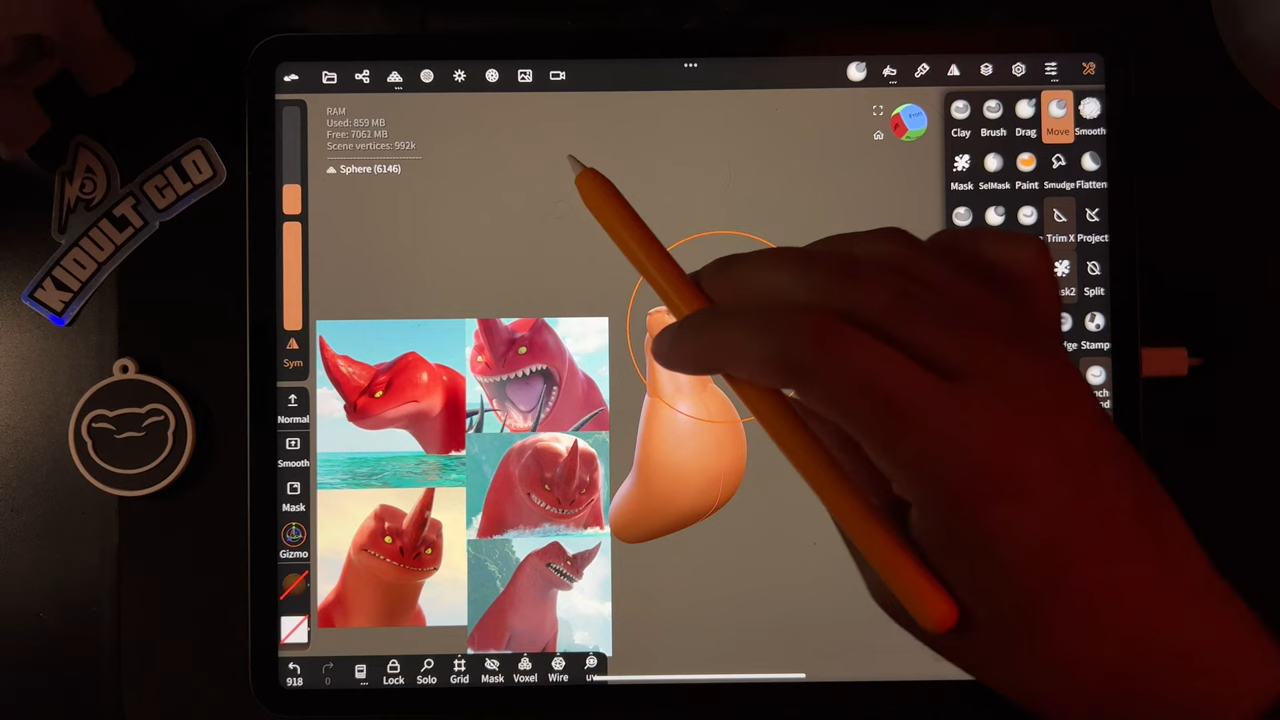 KIDULT CLO
RAM
Used: 859 MB
Free: 7062 MB
Scene vertices: 992k
Sphere (6146)
Front
Clay
Brush
Drag
Move
Smooth
Mask
SelMask
Paint
Smudge
Flatten
Trim X
Project
Split
Stamp
Sym
Normal
Smooth
Mask
Gizmo
918
0
Lock
Solo
Grid
Mask
Voxel
Wire